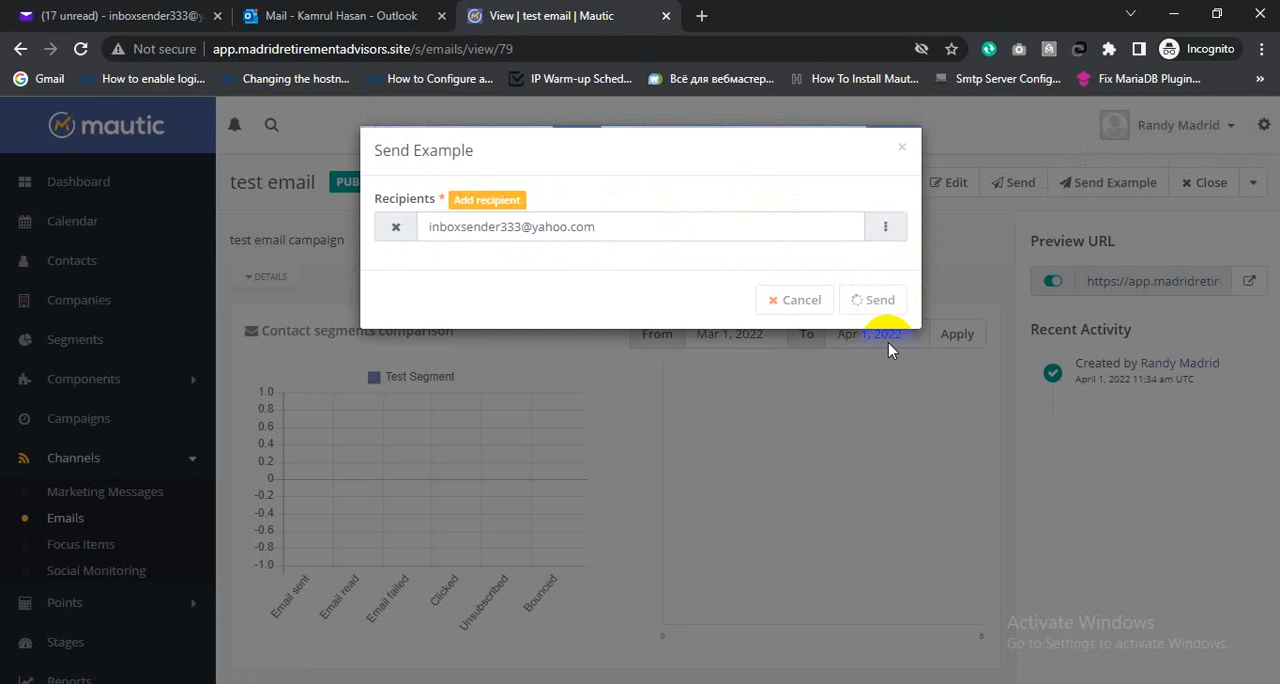 (17 unread) - inboxsender333@y
Mail - Kamrul Hasan - Outlook
View | test email | Mautic
Not secure
app.madridretirementadvisors.site/s/emails/view/79
Incognito
Gmail
How to enable logi...
Changing the hostn...
How to Configure a...
IP Warm-up Sched...
Всё для вебмастер...
How To Install Maut...
Smtp Server Config...
Fix MariaDB Plugin...
mautic
Randy Madrid
Send Example
test email
PUB
Edit
Send
Send Example
Close
Dashboard
Calendar
Contacts
Companies
Segments
Components
Campaigns
Channels
Marketing Messages
Emails
Focus Items
Social Monitoring
Points
Stages
Reports
Recipients *
Add recipient
inboxsender333@yahoo.com
Cancel
Send
test email campaign
DETAILS
Preview URL
https://app.madridretir
Recent Activity
Created by Randy Madrid
April 1, 2022 11:34 am UTC
Contact segments comparison
From
Mar 1, 2022
To
Apr 1, 2022
Apply
Test Segment
1.0
0.8
0.6
0.4
0.2
0
-0.2
-0.4
-0.6
-0.8
-1.0
Email sent
Email read
Email failed
Clicked
Unsubscribed
Bounced
0
5
Activate Windows
Go to Settings to activate Windows.